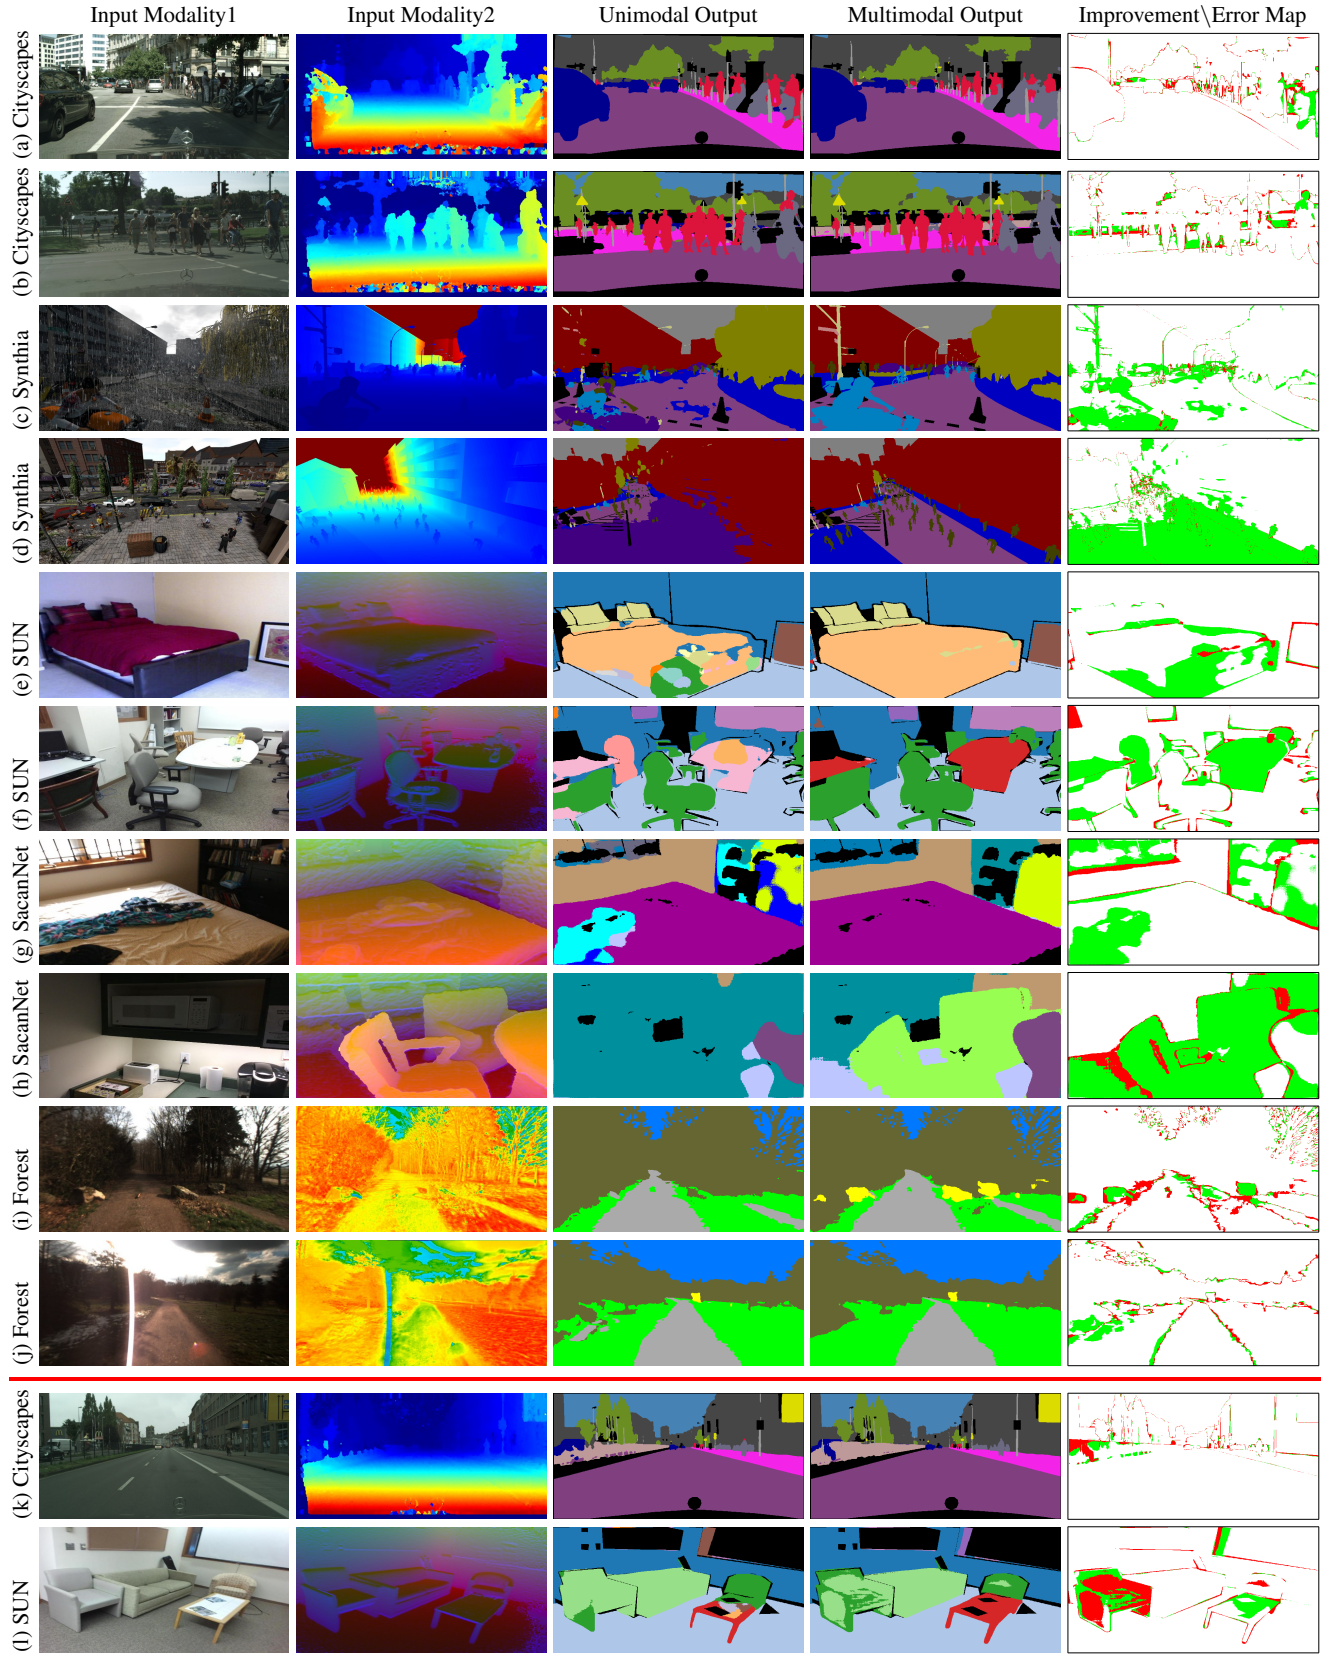 Input Modality1 Input Modality2 Unimodal Output Multimodal Output Improvement\Error Map
(a) Cityscapes
(b) Cityscapes
(c) Synthia
(d) Synthia
(e) SUN
(f) SUN
(g) SacanNet
(h) SacanNet
(i) Forest
(j) Forest
(k) Cityscapes
(l) SUN